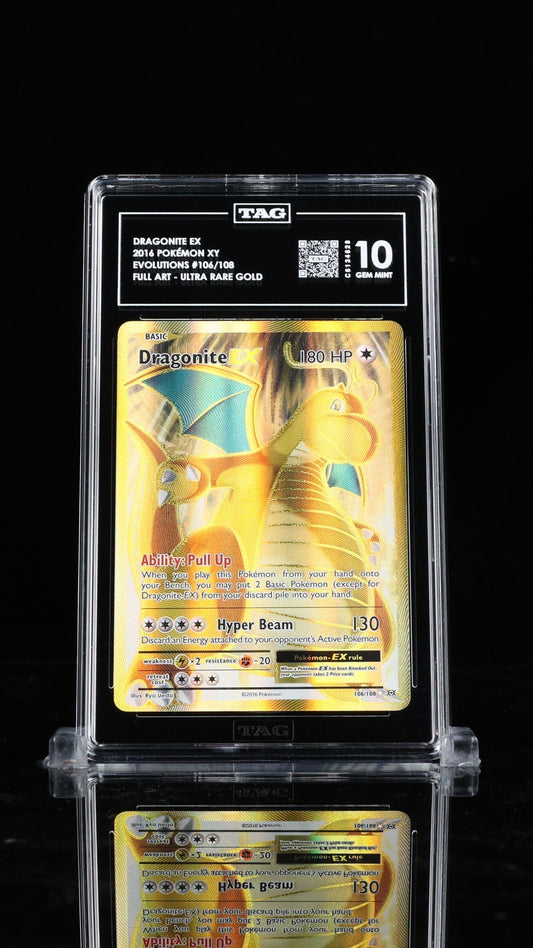 TAG
DRAGONITE EX
2016 POKÉMON XY
EVOLUTIONS #106/108
FULL ART - ULTRA RARE GOLD
TAG
C6134628
10
GEM MINT
BASIC
Dragonite EX 180 HP
Ability: Pull Up
When you play this Pokémon from your hand onto
your Bench, you may put 2 Basic Pokémon (except for
Dragonite-EX) from your discard pile into your hand.
Hyper Beam 130
Discard an Energy attached to your opponent's Active Pokémon.
weakness ×2 resistance -20
retreat
cost
Pokémon-EX rule
When a Pokémon-EX has been Knocked Out,
your opponent takes 2 Prize cards.
Illus. Ryo Ueda
©2016 Pokémon
106/108
TAG